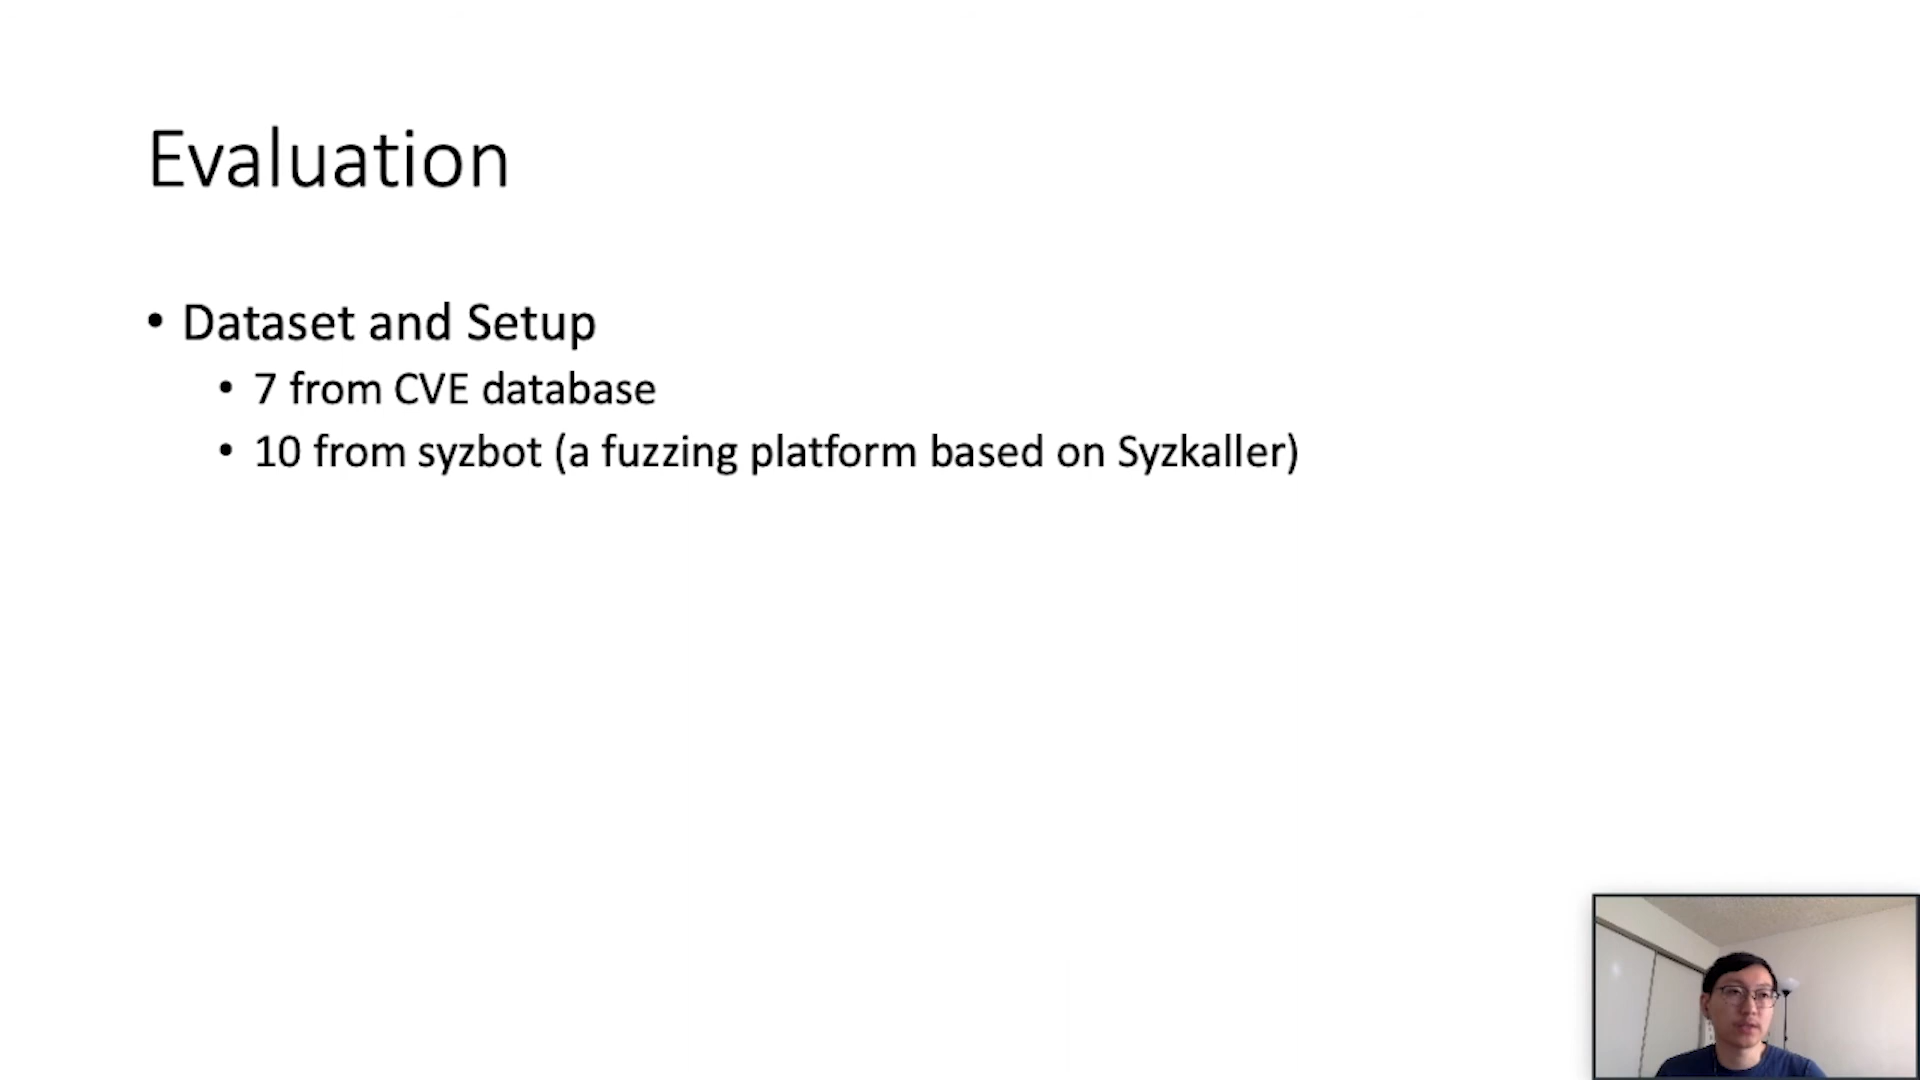 Evaluation
• Dataset and Setup
• 7 from CVE database
• 10 from syzbot (a fuzzing platform based on Syzkaller)